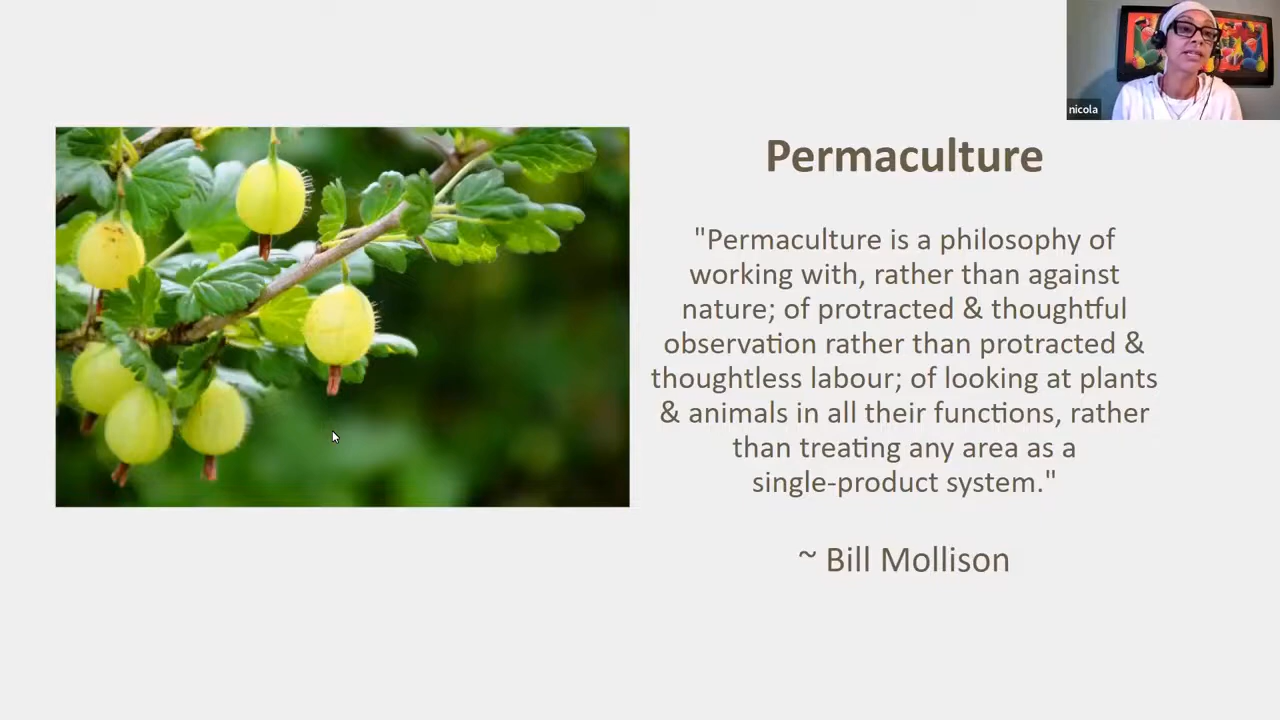 nicola
Permaculture
"Permaculture is a philosophy of
working with, rather than against
nature; of protracted & thoughtful
observation rather than protracted &
thoughtless labour; of looking at plants
& animals in all their functions, rather
than treating any area as a
single-product system."
~ Bill Mollison